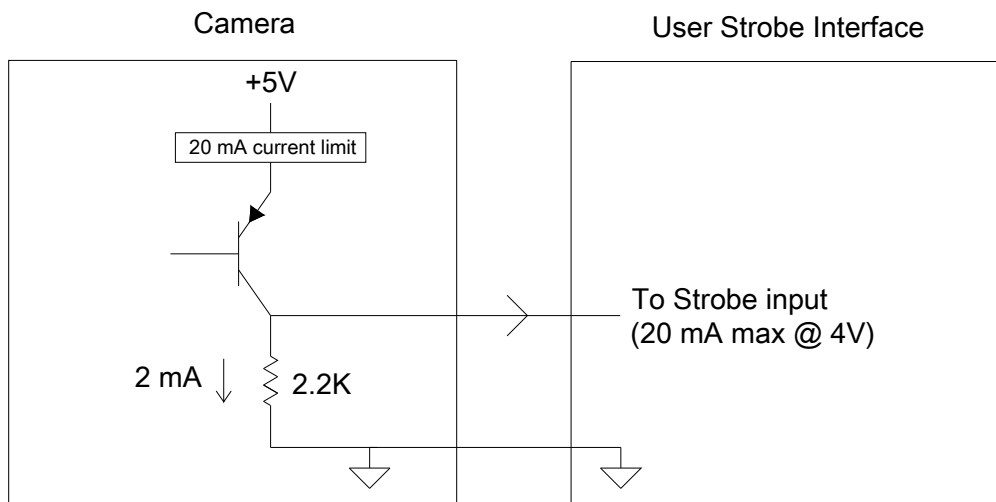 Camera
User Strobe Interface
+5V
20 mA current limit
To Strobe input
(20 mA max @ 4V)
2 mA
2.2K